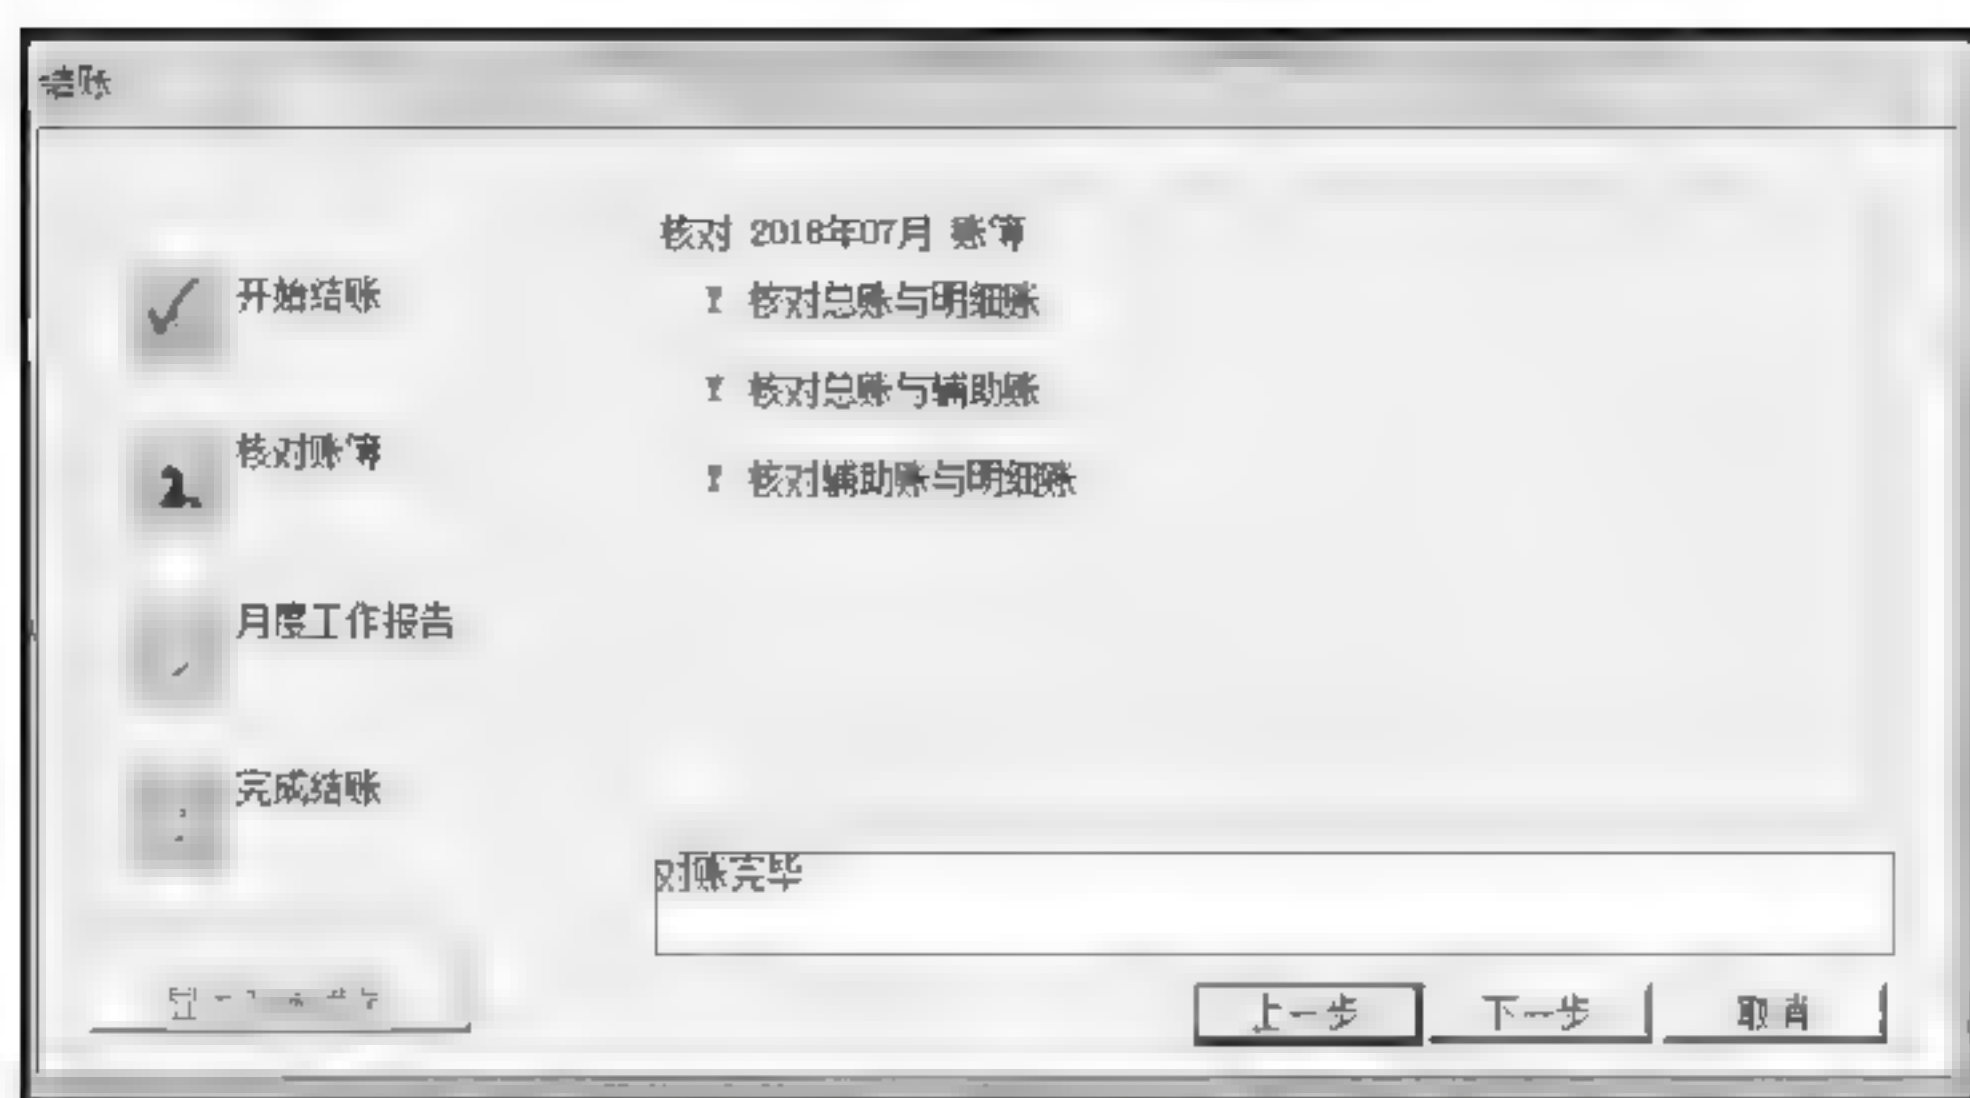 结账
核对 2018年07月 账簿
开始结账
Y 核对总账与明细账
Y 核对总账与辅助账
核对账簿
Y 核对辅助账与明细账
月度工作报告
完成结账
对账完毕
上一步 下一步 取消